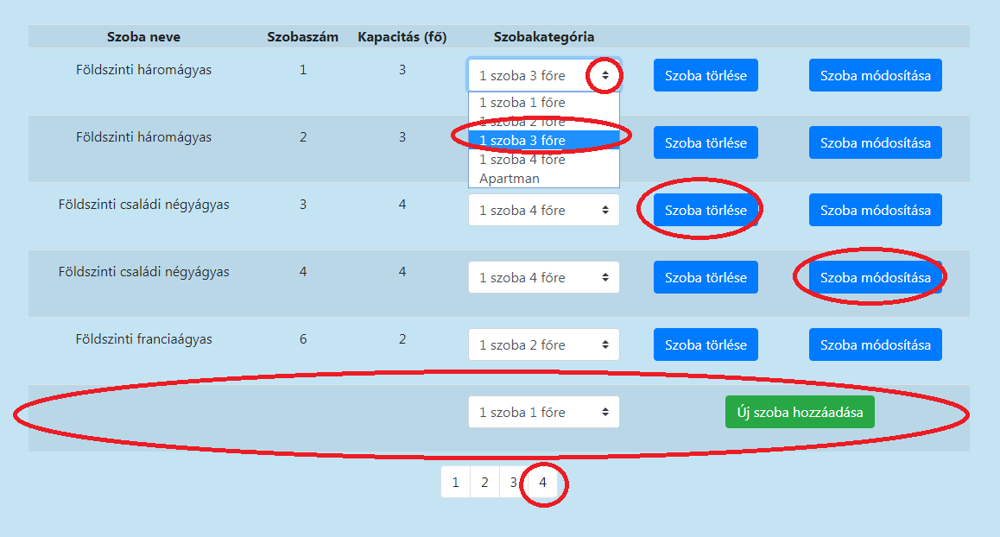 Szoba neve Szobaszám Kapacitás (fő) Szobakategória
Földszinti háromágyas 1 3 1 szoba 3 főre Szoba törlése Szoba módosítása
1 szoba 1 főre
1 szoba 2 főre
Földszinti háromágyas 2 3 1 szoba 3 főre Szoba törlése Szoba módosítása
1 szoba 4 főre
Apartman
Földszinti családi négyágyas 3 4 1 szoba 4 főre Szoba törlése Szoba módosítása
Földszinti családi négyágyas 4 4 1 szoba 4 főre Szoba törlése Szoba módosítása
Földszinti franciaágyas 6 2 1 szoba 2 főre Szoba törlése Szoba módosítása
1 szoba 1 főre Új szoba hozzáadása
1 2 3 4